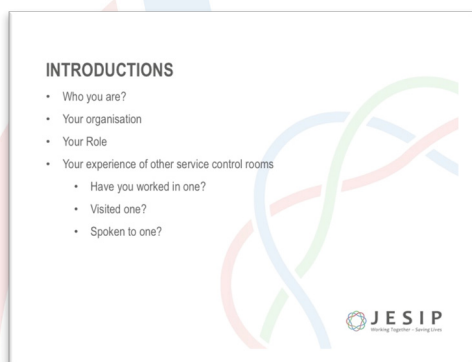 INTRODUCTIONS
• Who you are?
• Your organisation
• Your Role
• Your experience of other service control rooms
• Have you worked in one?
• Visited one?
• Spoken to one?
JESIP
Working Together – Saving Lives